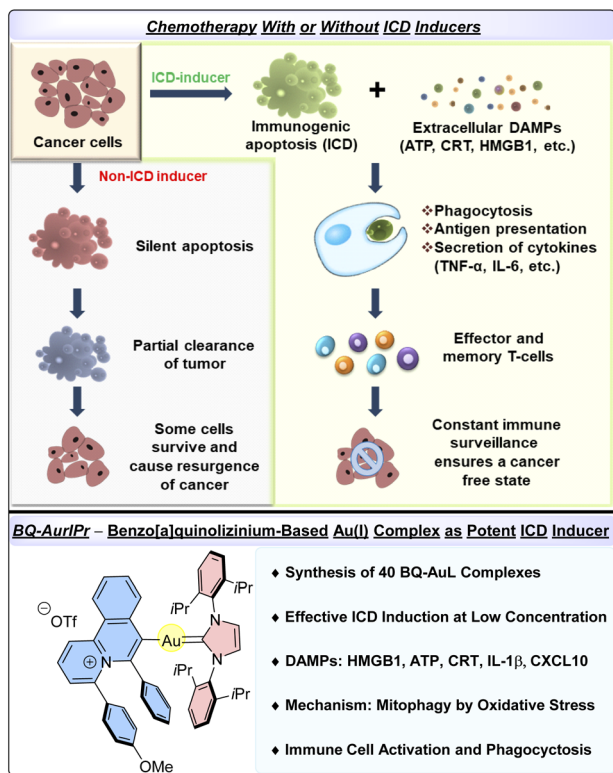 Chemotherapy With or Without ICD Inducers
ICD-inducer
+
Cancer cells
Immunogenic
apoptosis (ICD)
Extracellular DAMPs
(ATP, CRT, HMGB1, etc.)
Non-ICD inducer
Silent apoptosis
❖Phagocytosis
❖Antigen presentation
❖Secretion of cytokines
(TNF-α, IL-6, etc.)
Partial clearance
of tumor
Effector and
memory T-cells
Some cells
survive and
cause resurgence
of cancer
Constant immune
surveillance
ensures a cancer
free state
BQ-AurIPr – Benzo[a]quolizinium-Based Au(I) Complex as Potent ICD Inducer
⊖
OTf
iPr
iPr
N
Au
N
N
⊕
iPr
iPr
OMe
♦ Synthesis of 40 BQ-AuL Complexes
♦ Effective ICD Induction at Low Concentration
♦ DAMPs: HMGB1, ATP, CRT, IL-1β, CXCL10
♦ Mechanism: Mitophagy by Oxidative Stress
♦ Immune Cell Activation and Phagocyctosis